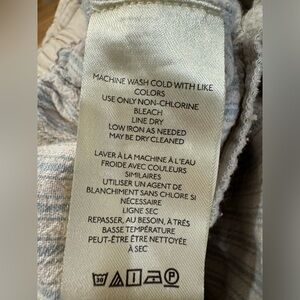 MACHINE WASH COLD WITH LIKE
COLORS
USE ONLY NON-CHLORINE
BLEACH
LINE DRY
LOW IRON AS NEEDED
MAY BE DRY CLEANED
LAVER À LA MACHINE À L'EAU
FROIDE AVEC COULEURS
SIMILAIRES
UTILISER UN AGENT DE
BLANCHIMENT SANS CHLORE SI
NÉCESSAIRE
LIGNE SEC
REPASSER, AU BESOIN, À TRÉS
BASSE TEMPÉRATURE
PEUT-ÊTRE ÊTRE NETTOYÉE
À SEC
30 P